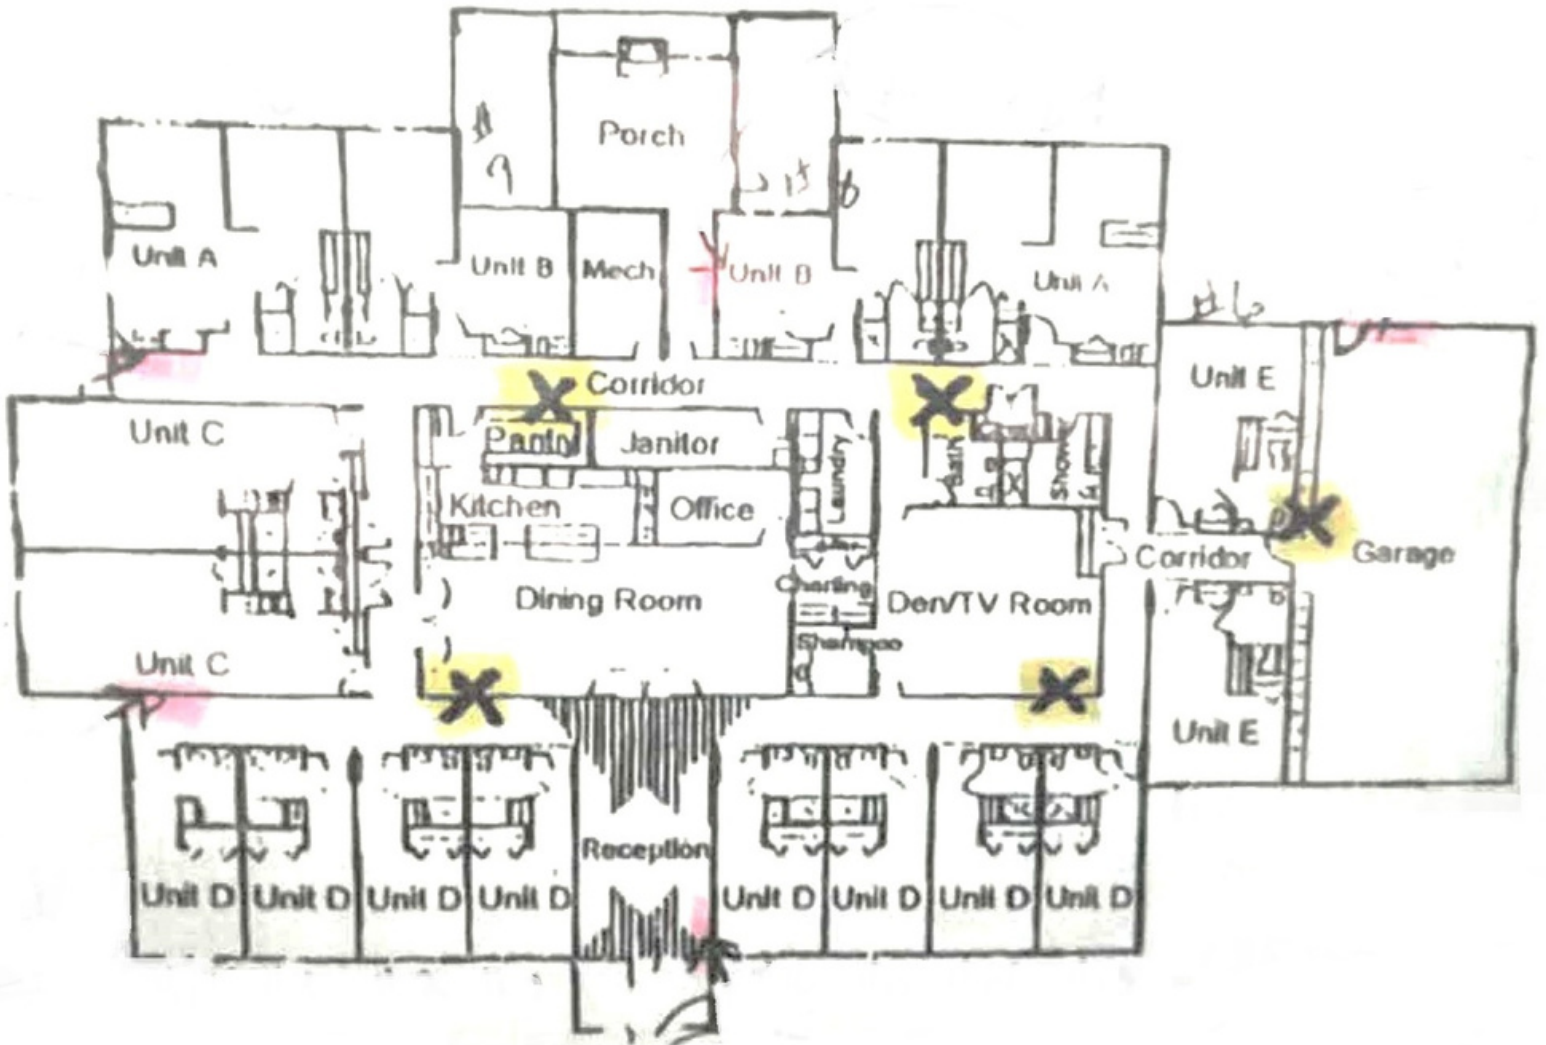 Porch
Unit A
Unit B
Mech
Unit B
Unit A
Unit E
Corridor
Unit C
Pantry
Janitor
Laundry
Bath
Kitchen
Office
Corridor
Garage
Dining Room
Charting
Den/TV Room
Shampoo
Unit C
Unit E
Reception
Unit D
Unit D
Unit D
Unit D
Unit D
Unit D
Unit D
Unit D